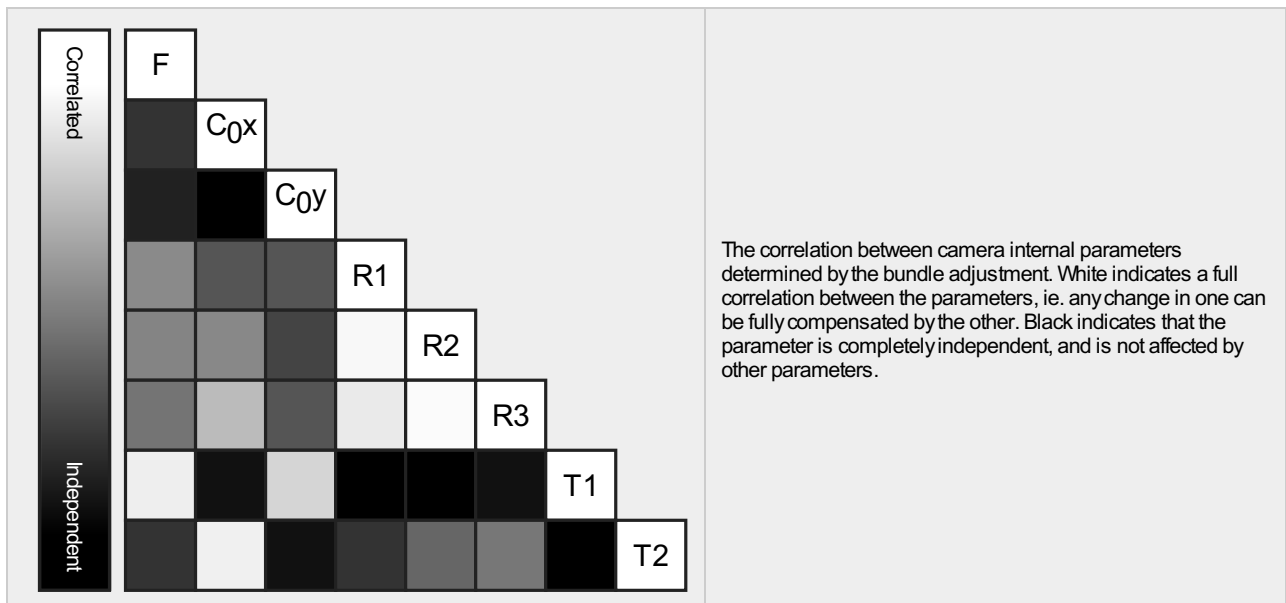 Correlated
Independent
F
C0x
C0y
R1
R2
R3
T1
T2
The correlation between camera internal parameters
determined by the bundle adjustment. White indicates a full
correlation between the parameters, ie. any change in one can
be fully compensated by the other. Black indicates that the
parameter is completely independent, and is not affected by
other parameters.